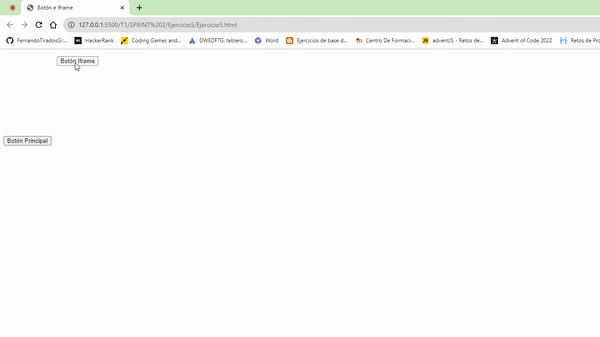 Botón e Iframe
127.0.0.1:5500/T1/SPRINT%202/Ejercicio5/Ejercicio5.html
FernandoTiradosG/... HackerRank Coding Games and... DWEDFTG: tablero... Word Ejercicios de base d... Centro De Formaci... adventJS - Retos de... Advent of Code 2022 Retos de Pro
Botón Iframe
Botón Principal